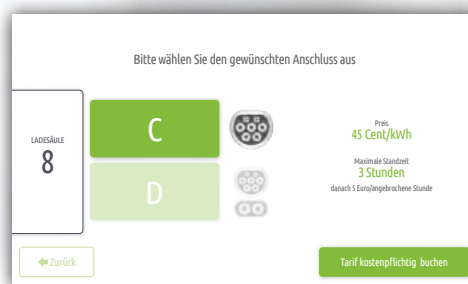 Bitte wählen Sie den gewünschten Anschluss aus
LADESÄULE
8
C
D
Preis
45 Cent/kWh
Maximale Standzeit
3 Stunden
danach 5 Euro/angebrochene Stunde
Zurück
Tarif kostenpflichtig buchen